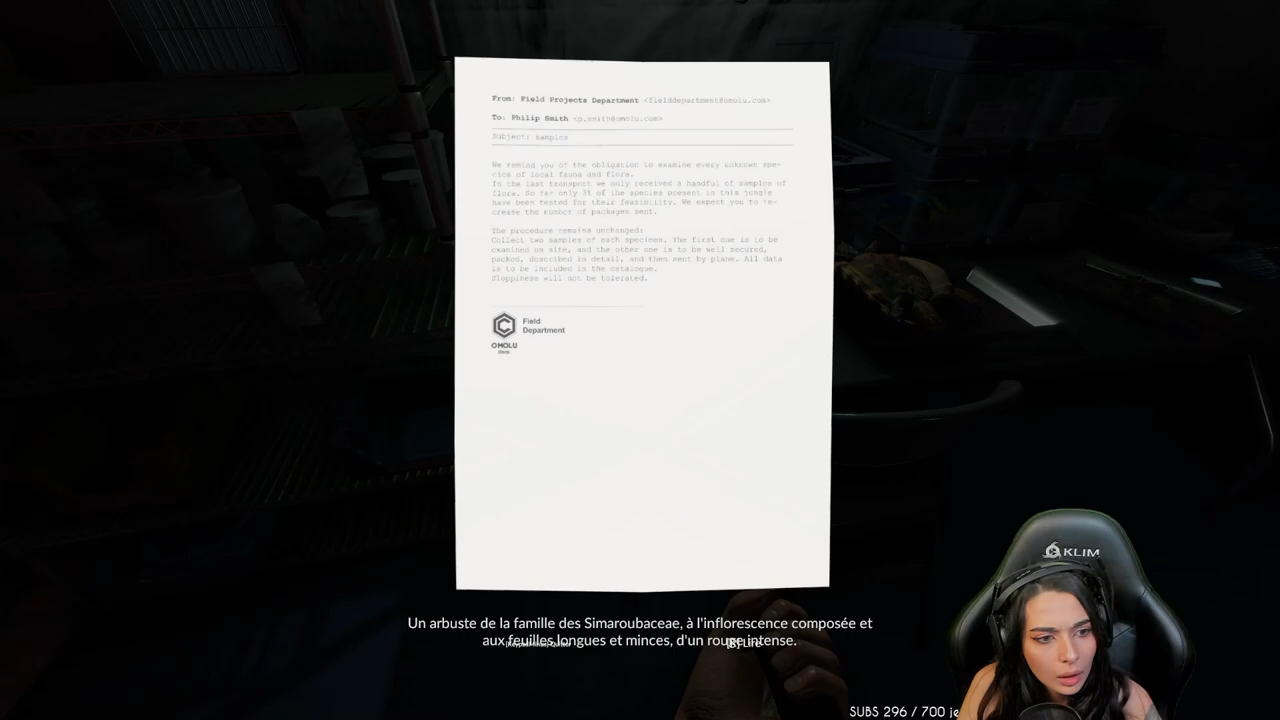 From: Field Projects Department <fielddepartment@omolu.com>
To: Philip Smith <p.smith@omolu.com>
Subject: samples
We remind you of the obligation to examine every unknown spe-
cies of local fauna and flora.
In the last transport we only received a handful of samples of
flora. So far only 3% of the species present in this jungle
have been tested for their feasibility. We expect you to in-
crease the number of packages sent.
The procedure remains unchanged:
Collect two samples of each specimen. The first one is to be
examined on site, and the other one is to be well secured,
packed, described in detail, and then sent by plane. All data
is to be included in the catalogue.
Sloppiness will not be tolerated.
Field
Department
OMOLU
Un arbuste de la famille des Simaroubaceae, à l'inflorescence composée et
aux feuilles longues et minces, d'un rouge intense.
KLIM
SUBS 296 / 700 je